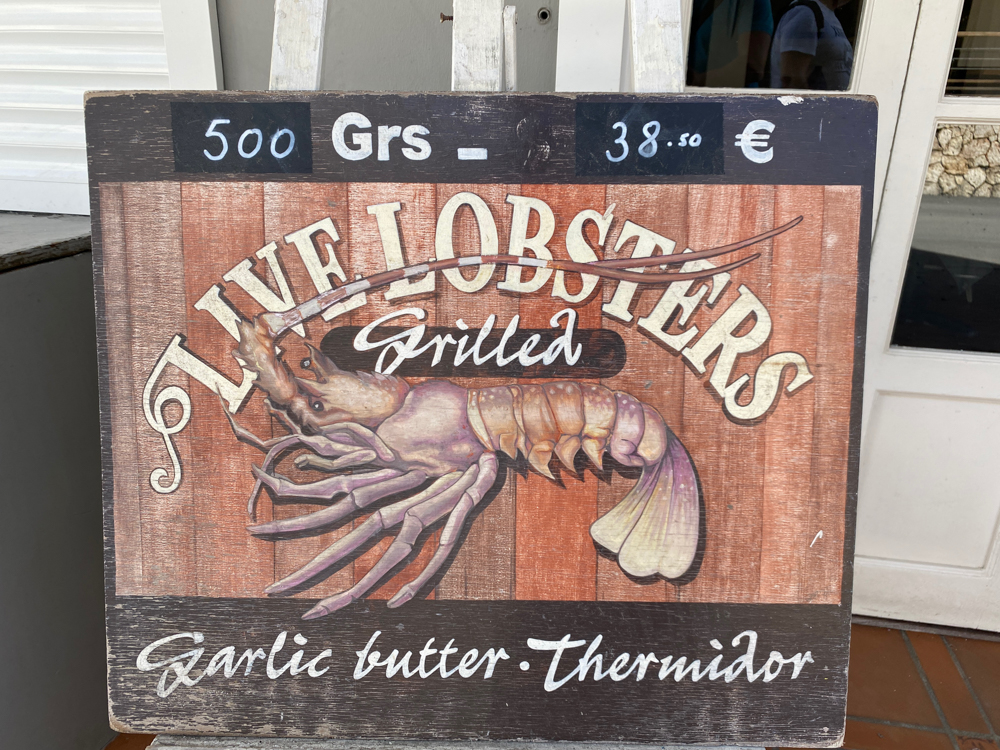 500 Grs - 38.50 €
LIVE LOBSTERS
Grilled
Garlic butter · Thermidor